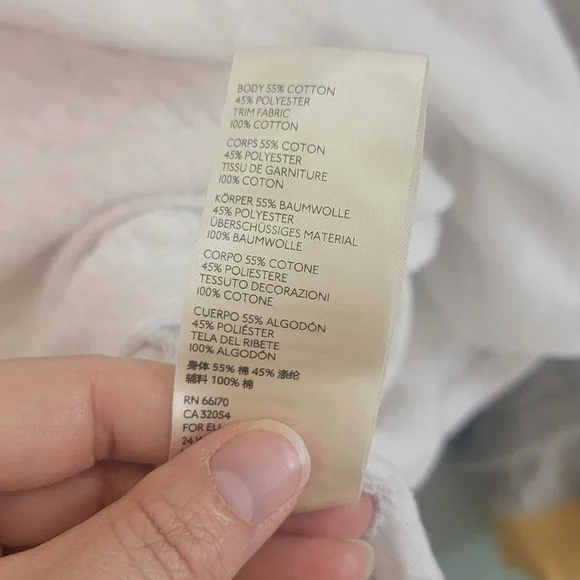 BODY 55% COTTON
45% POLYESTER
TRIM FABRIC
100% COTTON
CORPS 55% COTON
45% POLYESTER
TISSU DE GARNITURE
100% COTON
KÖRPER 55% BAUMWOLLE
45% POLYESTER
ÜBERSCHÜSSIGES MATERIAL
100% BAUMWOLLE
CORPO 55% COTONE
45% POLIESTERE
TESSUTO DECORAZIONI
100% COTONE
CUERPO 55% ALGODÓN
45% POLIÉSTER
TELA DEL RIBETE
100% ALGODÓN
身体 55% 棉 45% 涤纶
辅料 100% 棉
RN 66170
CA 32054
FOR EU
24